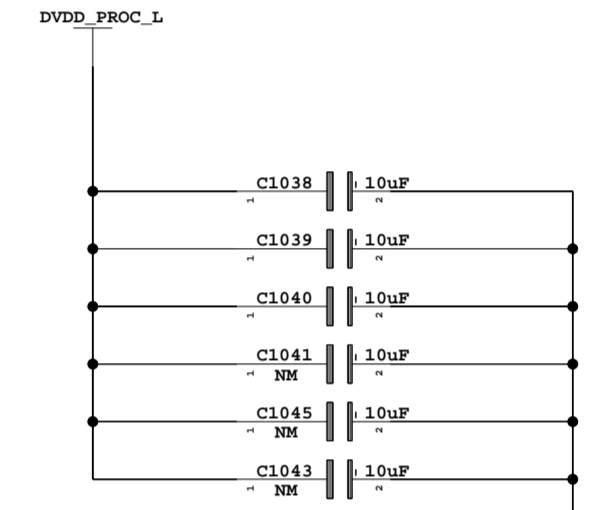 DVDD_PROC_L
C1038 10uF
1 2
C1039 10uF
1 2
C1040 10uF
1 2
C1041 10uF
1 NM 2
C1045 10uF
1 NM 2
C1043 10uF
1 NM 2